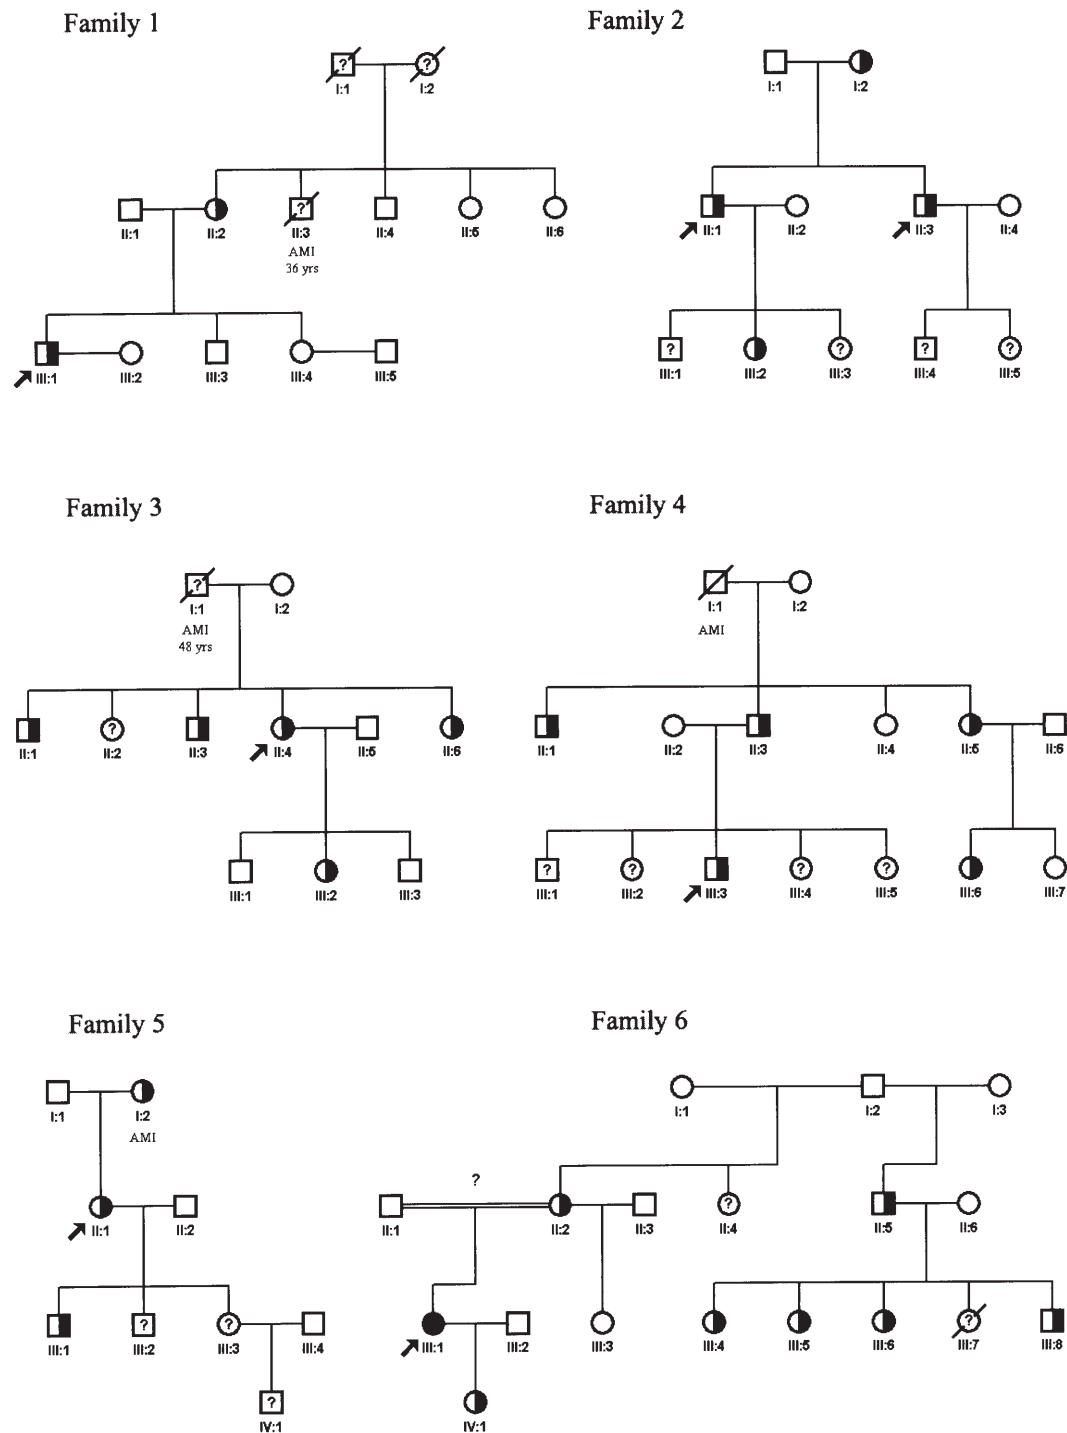 Family 1
Family 2
? ?
I:1 I:2
I:1 I:2
?
II:1 II:2 II:3 II:4 II:5 II:6
AMI
36 yrs
II:1 II:2 II:3 II:4
III:1 III:2 III:3 III:4 III:5
? ? ? ?
III:1 III:2 III:3 III:4 III:5
Family 3
Family 4
?
I:1 I:2
AMI
48 yrs
I:1 I:2
AMI
?
II:1 II:2 II:3 II:4 II:5 II:6
II:1 II:2 II:3 II:4 II:5 II:6
III:1 III:2 III:3
? ? ? ?
III:1 III:2 III:3 III:4 III:5 III:6 III:7
Family 5
Family 6
I:1 I:2
AMI
I:1 I:2 I:3
II:1 II:2
?
?
II:1 II:2 II:3 II:4 II:5 II:6
? ?
III:1 III:2 III:3 III:4
?
III:1 III:2 III:3 III:4 III:5 III:6 III:7 III:8
?
IV:1
IV:1